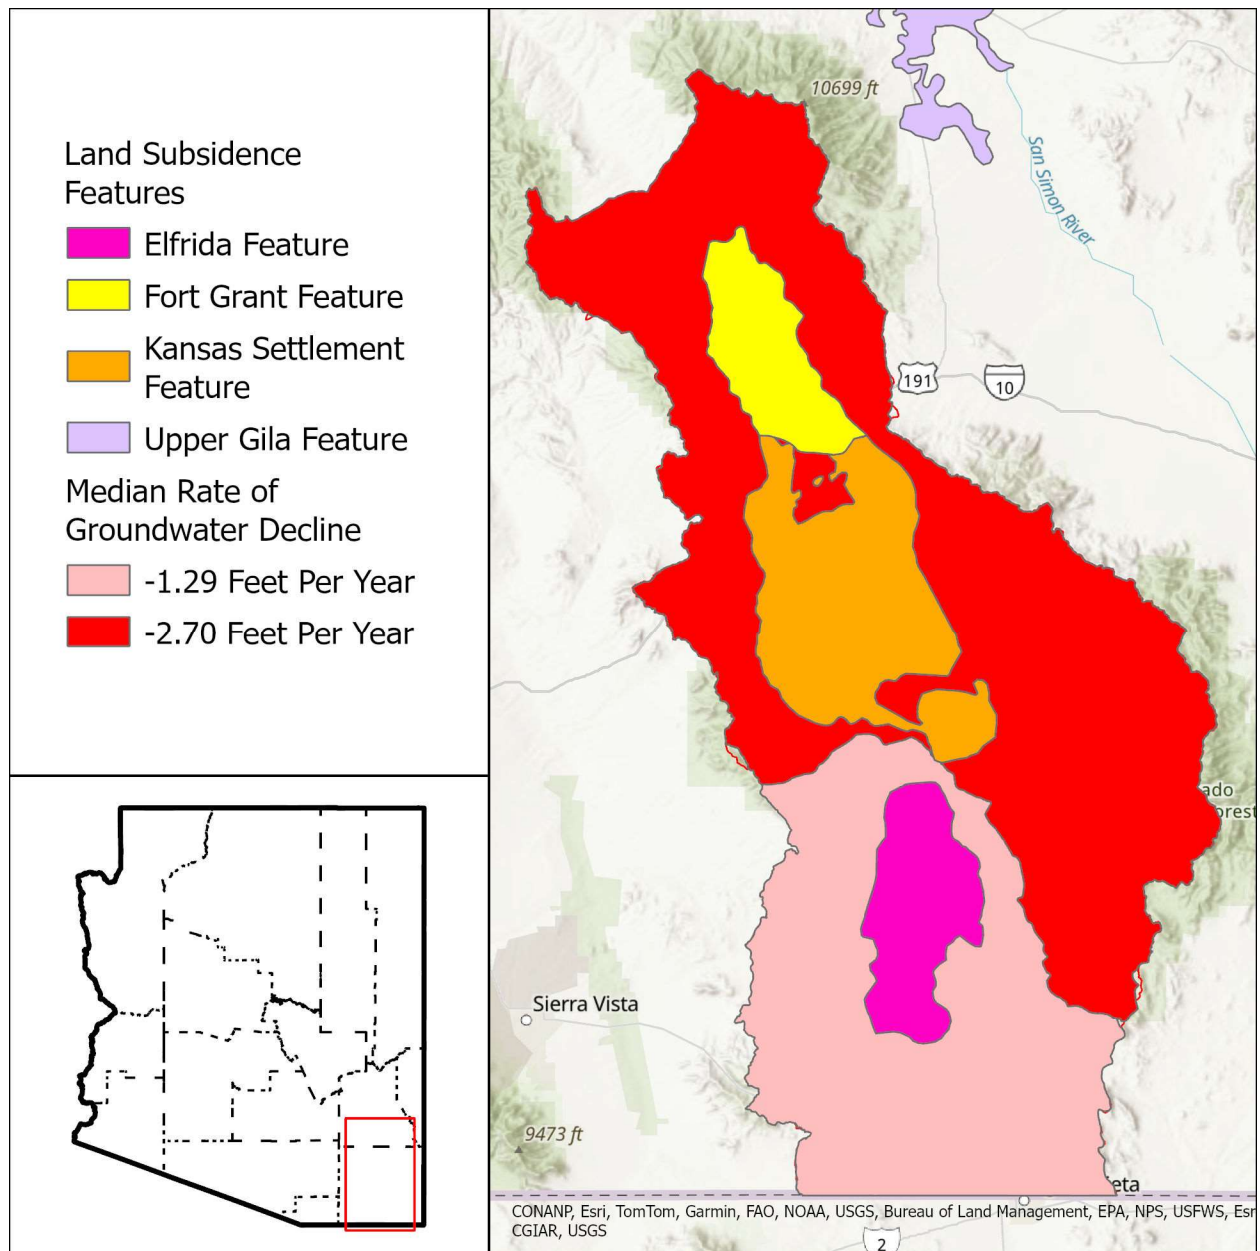 Land Subsidence
Features
Elfrida Feature
Fort Grant Feature
Kansas Settlement
Feature
Upper Gila Feature
Median Rate of
Groundwater Decline
-1.29 Feet Per Year
-2.70 Feet Per Year
10699 ft
San Simon River
191
10
ado
orest
Sierra Vista
9473 ft
ieta
CONANP, Esri, TomTom, Garmin, FAO, NOAA, USGS, Bureau of Land Management, EPA, NPS, USFWS, Esr
CGIAR, USGS
2